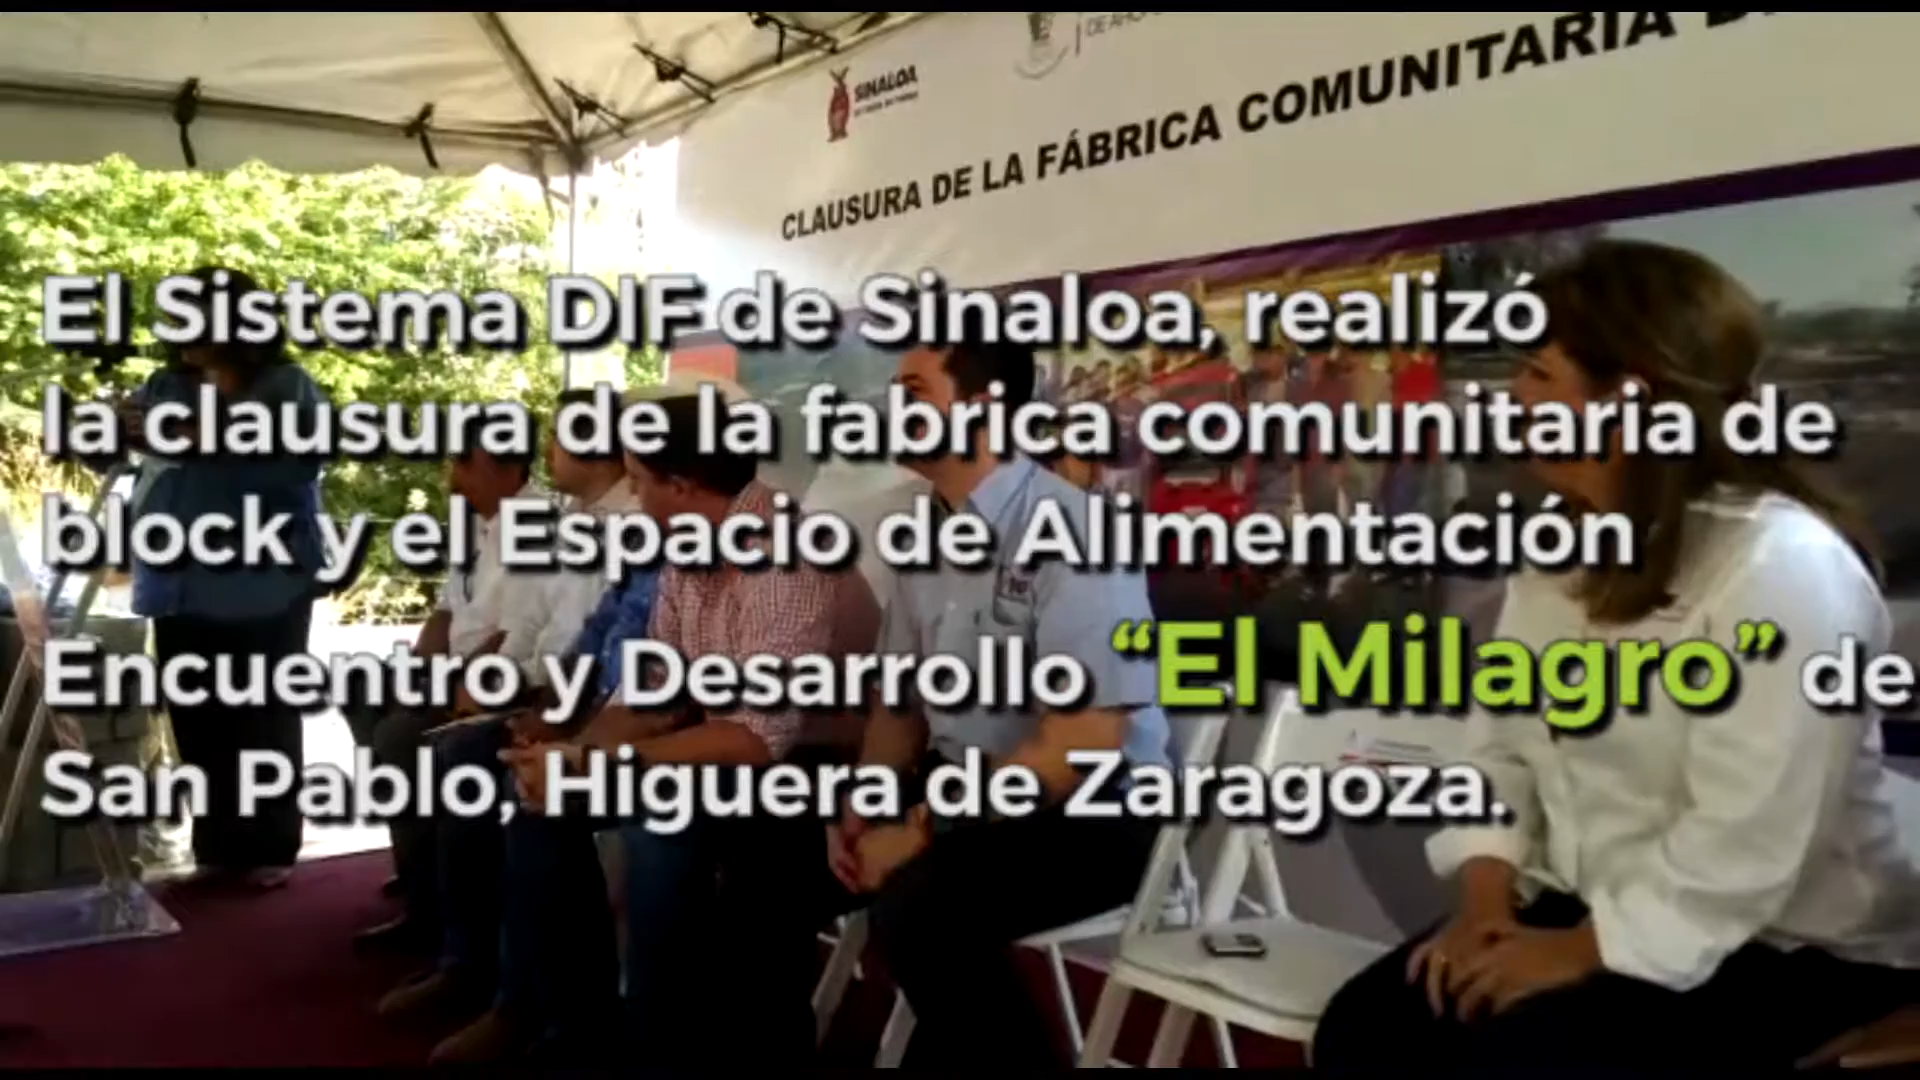 SINALOA
CLAUSURA DE LA FÁBRICA COMUNITARIA
El Sistema DIF de Sinaloa, realizó
la clausura de la fabrica comunitaria de
block y el Espacio de Alimentación
Encuentro y Desarrollo “El Milagro” de
San Pablo, Higuera de Zaragoza.